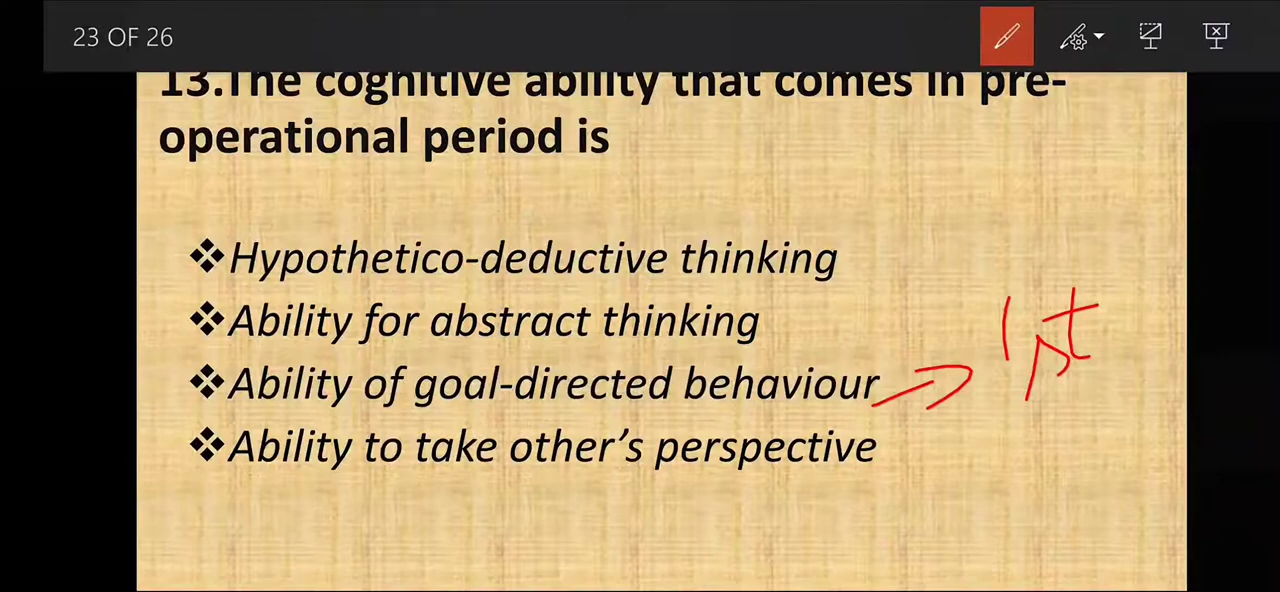 23 OF 26
13.The cognitive ability that comes in pre-
operational period is
❖Hypothetico-deductive thinking
❖Ability for abstract thinking
❖Ability of goal-directed behaviour
1st
❖Ability to take other’s perspective